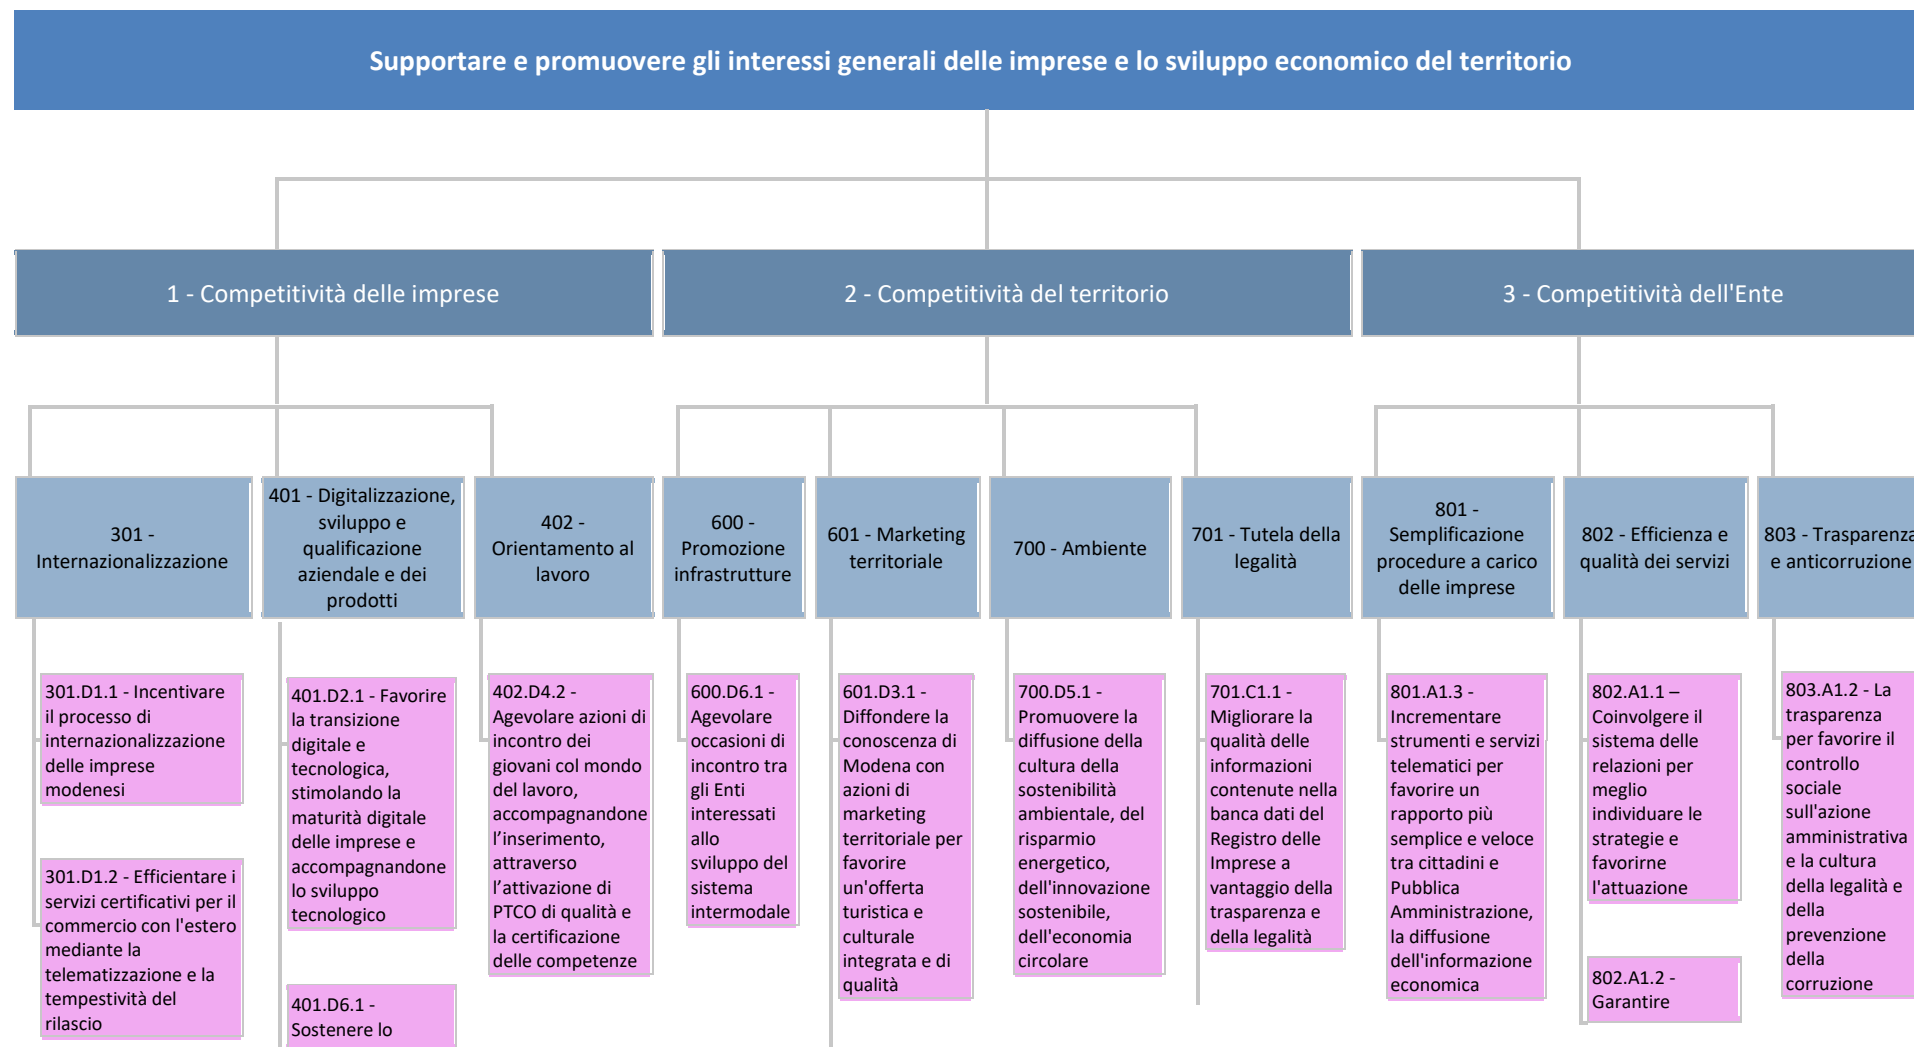 Supportare e promuovere gli interessi generali delle imprese e lo sviluppo economico del territorio
1 - Competitività delle imprese
2 - Competitività del territorio
3 - Competitività dell'Ente
301 -
Internazionalizzazione
401 - Digitalizzazione,
sviluppo e
qualificazione
aziendale e dei
prodotti
402 -
Orientamento al
lavoro
600 -
Promozione
infrastrutture
601 - Marketing
territoriale
700 - Ambiente
701 - Tutela della
legalità
801 -
Semplificazione
procedure a carico
delle imprese
802 - Efficienza e
qualità dei servizi
803 - Trasparenza
e anticorruzione
301.D1.1 - Incentivare
il processo di
internazionalizzazione
delle imprese
modenesi
301.D1.2 - Efficientare i
servizi certificativi per il
commercio con l'estero
mediante la
telematizzazione e la
tempestività del
rilascio
401.D2.1 - Favorire
la transizione
digitale e
tecnologica,
stimolando la
maturità digitale
delle imprese e
accompagnandone
lo sviluppo
tecnologico
401.D6.1 -
Sostenere lo
402.D4.2 -
Agevolare azioni di
incontro dei
giovani col mondo
del lavoro,
accompagnandone
l’inserimento,
attraverso
l’attivazione di
PTCO di qualità e
la certificazione
delle competenze
600.D6.1 -
Agevolare
occasioni di
incontro tra
gli Enti
interessati
allo
sviluppo del
sistema
intermodale
601.D3.1 -
Diffondere la
conoscenza di
Modena con
azioni di
marketing
territoriale per
favorire
un'offerta
turistica e
culturale
integrata e di
qualità
700.D5.1 -
Promuovere la
diffusione della
cultura della
sostenibilità
ambientale, del
risparmio
energetico,
dell'innovazione
sostenibile,
dell'economia
circolare
701.C1.1 -
Migliorare la
qualità delle
informazioni
contenute nella
banca dati del
Registro delle
Imprese a
vantaggio della
trasparenza e
della legalità
801.A1.3 -
Incrementare
strumenti e servizi
telematici per
favorire un
rapporto più
semplice e veloce
tra cittadini e
Pubblica
Amministrazione,
la diffusione
dell'informazione
economica
802.A1.1 –
Coinvolgere il
sistema delle
relazioni per
meglio
individuare le
strategie e
favorirne
l'attuazione
802.A1.2 -
Garantire
803.A1.2 - La
trasparenza
per favorire il
controllo
sociale
sull'azione
amministrativa
e la cultura
della legalità e
della
prevenzione
della
corruzione